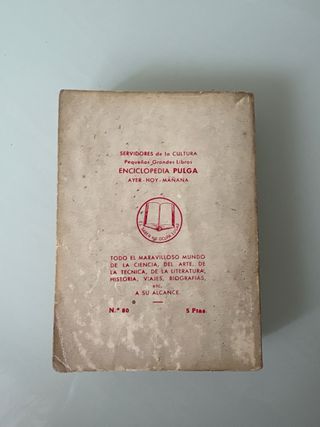 SERVIDORES de la CULTURA
Pequeños Grandes Libros
ENCICLOPEDIA PULGA
AYER - HOY - MAÑANA
TODO EL MARAVILLOSO MUNDO
DE LA CIENCIA, DEL ARTE, DE
LA TECNICA, DE LA LITERATURA,
HISTORIA, VIAJES, BIOGRAFIAS,
etc.
A SU ALCANCE.
N.º 80 5 Ptas.